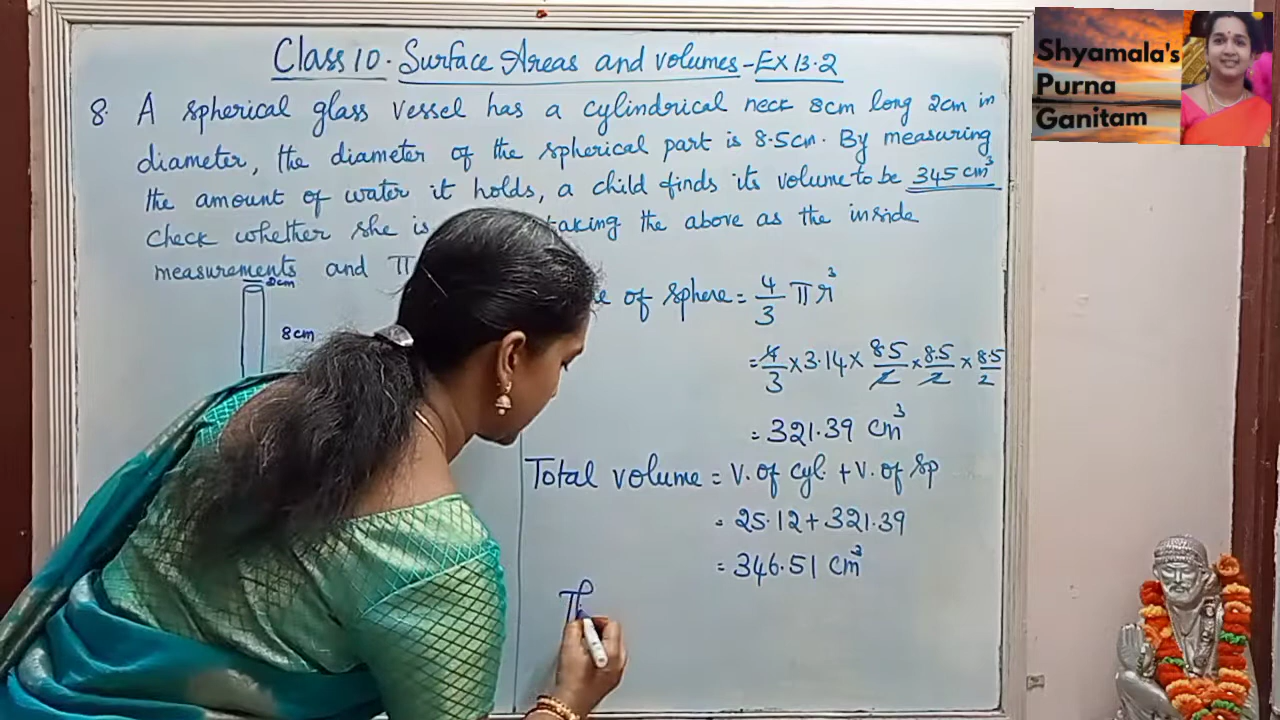 Class 10. Surface Areas and volumes - EX 13.2
8. A spherical glass vessel has a cylindrical neck 8cm long 2cm in
diameter, the diameter of the spherical part is 8.5cm. By measuring
the amount of water it holds, a child finds its volume to be 345 cm³
check whether she is taking the above as the inside
measurements and π
2cm
8cm
of sphere = 4/3 πr³
= 4/3 × 3.14 × 8.5/2 × 8.5/2 × 8.5/2
= 321.39 cm³
Total volume = V. of cyl. + V. of sp
= 25.12 + 321.39
= 346.51 cm³
Shyamala's
Purna
Ganitam